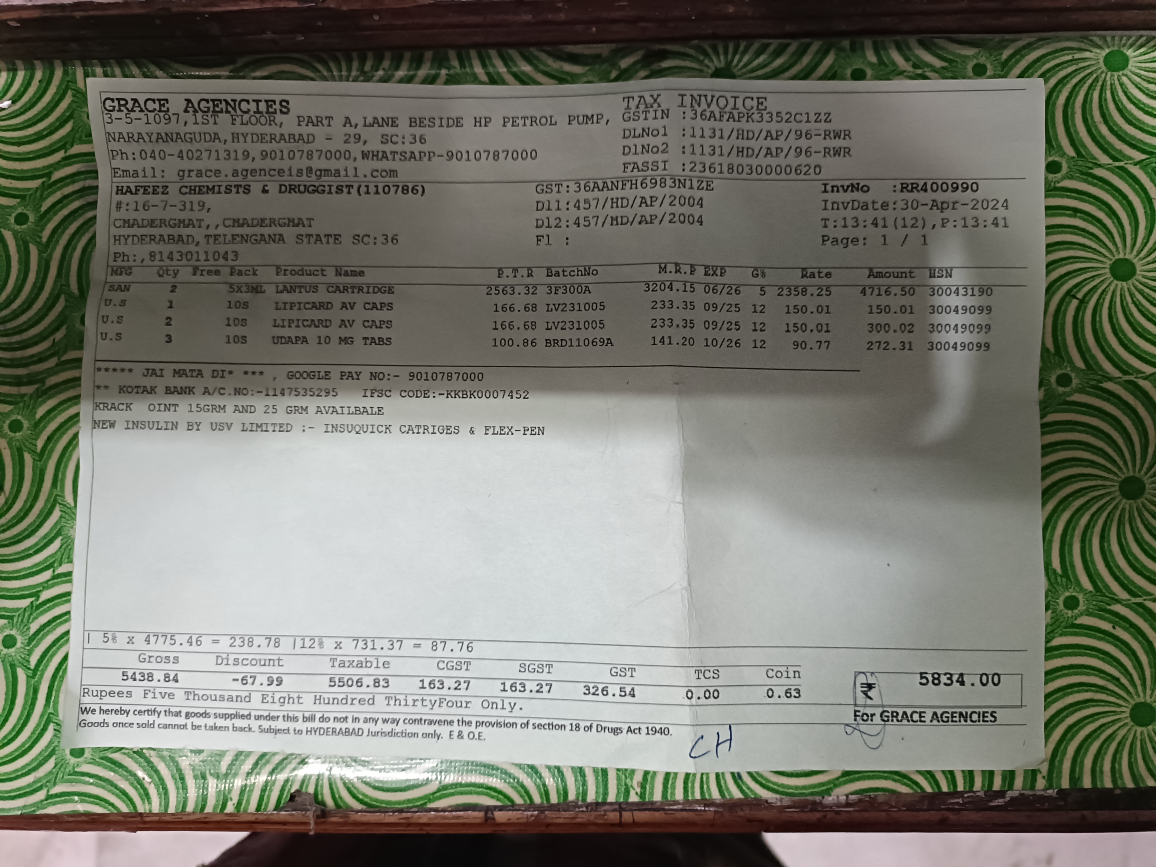 GRACE AGENCIES
3-5-1097,1ST FLOOR, PART A,LANE BESIDE HP PETROL PUMP,
NARAYANAGUDA,HYDERABAD - 29, SC:36
Ph:040-40271319,9010787000,WHATSAPP-9010787000
Email: grace.agenceis@gmail.com
TAX INVOICE
GSTIN :36AFAPK3352C1ZZ
DLNo1 :1131/HD/AP/96-RWR
DlNo2 :1131/HD/AP/96-RWR
FASSI :23618030000620
HAFEEZ CHEMISTS & DRUGGIST(110786)
#:16-7-319,
CHADERGHAT,,CHADERGHAT
HYDERABAD,TELENGANA STATE SC:36
Ph:,8143011043
GST:36AANFH6983N1ZE
Dl1:457/HD/AP/2004
Dl2:457/HD/AP/2004
Fl :
InvNo :RR400990
InvDate:30-Apr-2024
T:13:41(12),P:13:41
Page: 1 / 1
MFG Qty Free Pack Product Name P.T.R BatchNo M.R.P EXP G% Rate Amount HSN
SAN 2 5X3ML LANTUS CARTRIDGE 2563.32 3F300A 3204.15 06/26 5 2358.25 4716.50 30043190
U.S 1 10S LIPICARD AV CAPS 166.68 LV231005 233.35 09/25 12 150.01 150.01 30049099
U.S 2 10S LIPICARD AV CAPS 166.68 LV231005 233.35 09/25 12 150.01 300.02 30049099
U.S 3 10S UDAPA 10 MG TABS 100.86 BRD11069A 141.20 10/26 12 90.77 272.31 30049099
***** JAI MATA DI* *** , GOOGLE PAY NO:- 9010787000
** KOTAK BANK A/C.NO:-1147535295 IFSC CODE:-KKBK0007452
KRACK OINT 15GRM AND 25 GRM AVAILBALE
NEW INSULIN BY USV LIMITED :- INSUQUICK CATRIGES & FLEX-PEN
| 5% x 4775.46 = 238.78 |12% x 731.37 = 87.76
Gross Discount Taxable CGST SGST GST TCS Coin
5438.84 -67.99 5506.83 163.27 163.27 326.54 0.00 0.63
₹ 5834.00
Rupees Five Thousand Eight Hundred ThirtyFour Only.
We hereby certify that goods supplied under this bill do not in any way contravene the provision of section 18 of Drugs Act 1940.
Goods once sold cannot be taken back. Subject to HYDERABAD Jurisdiction only. E & O.E.
For GRACE AGENCIES
CH